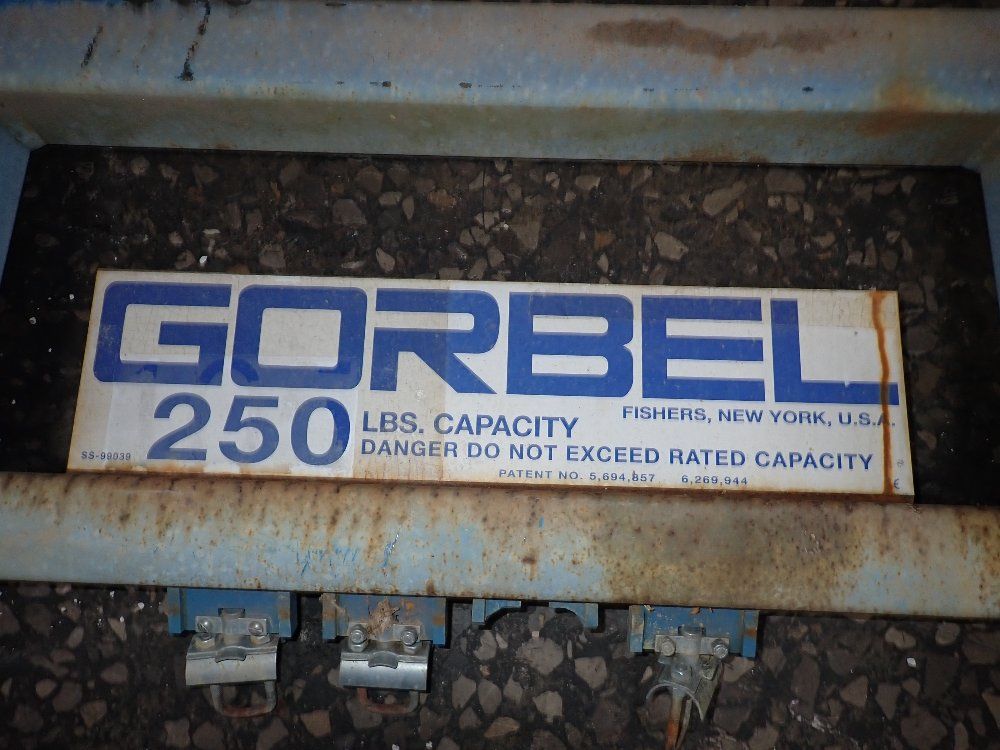 GORBEL
FISHERS, NEW YORK, U.S.A.
250 LBS. CAPACITY
DANGER DO NOT EXCEED RATED CAPACITY
SS-99039
PATENT NO. 5,694,857 6,269,944